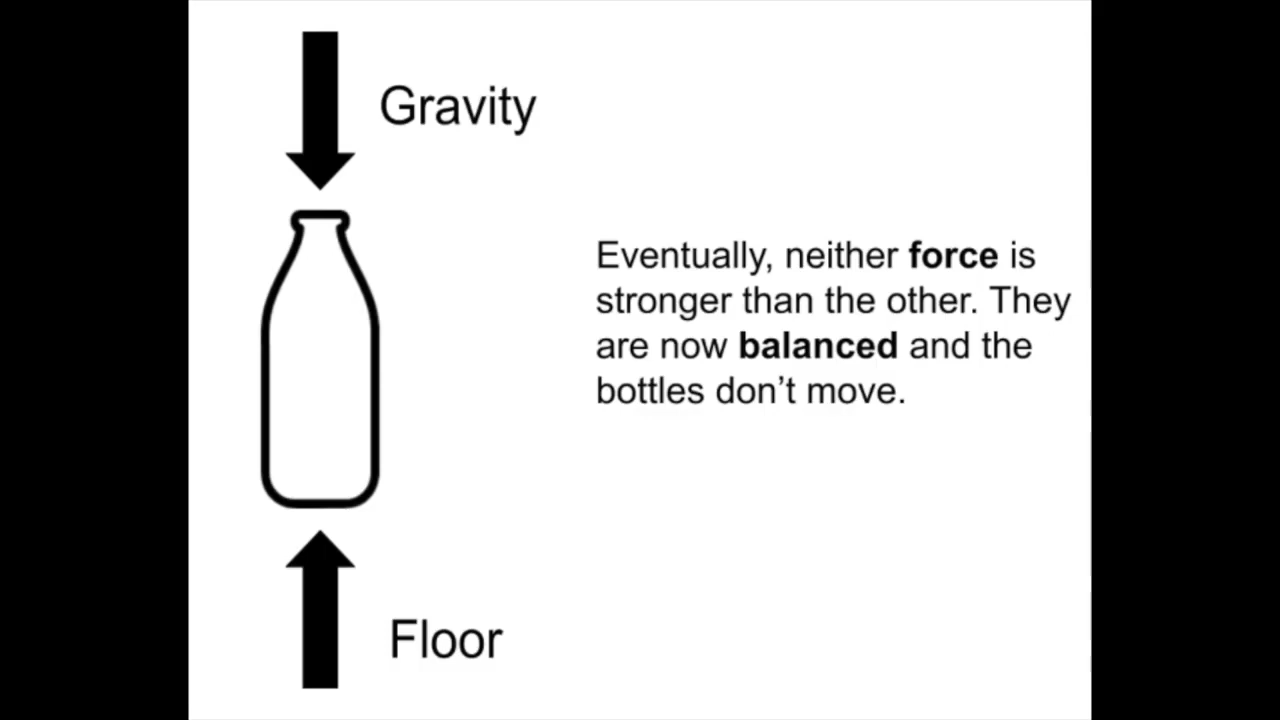 Gravity
Eventually, neither force is
stronger than the other. They
are now balanced and the
bottles don’t move.
Floor